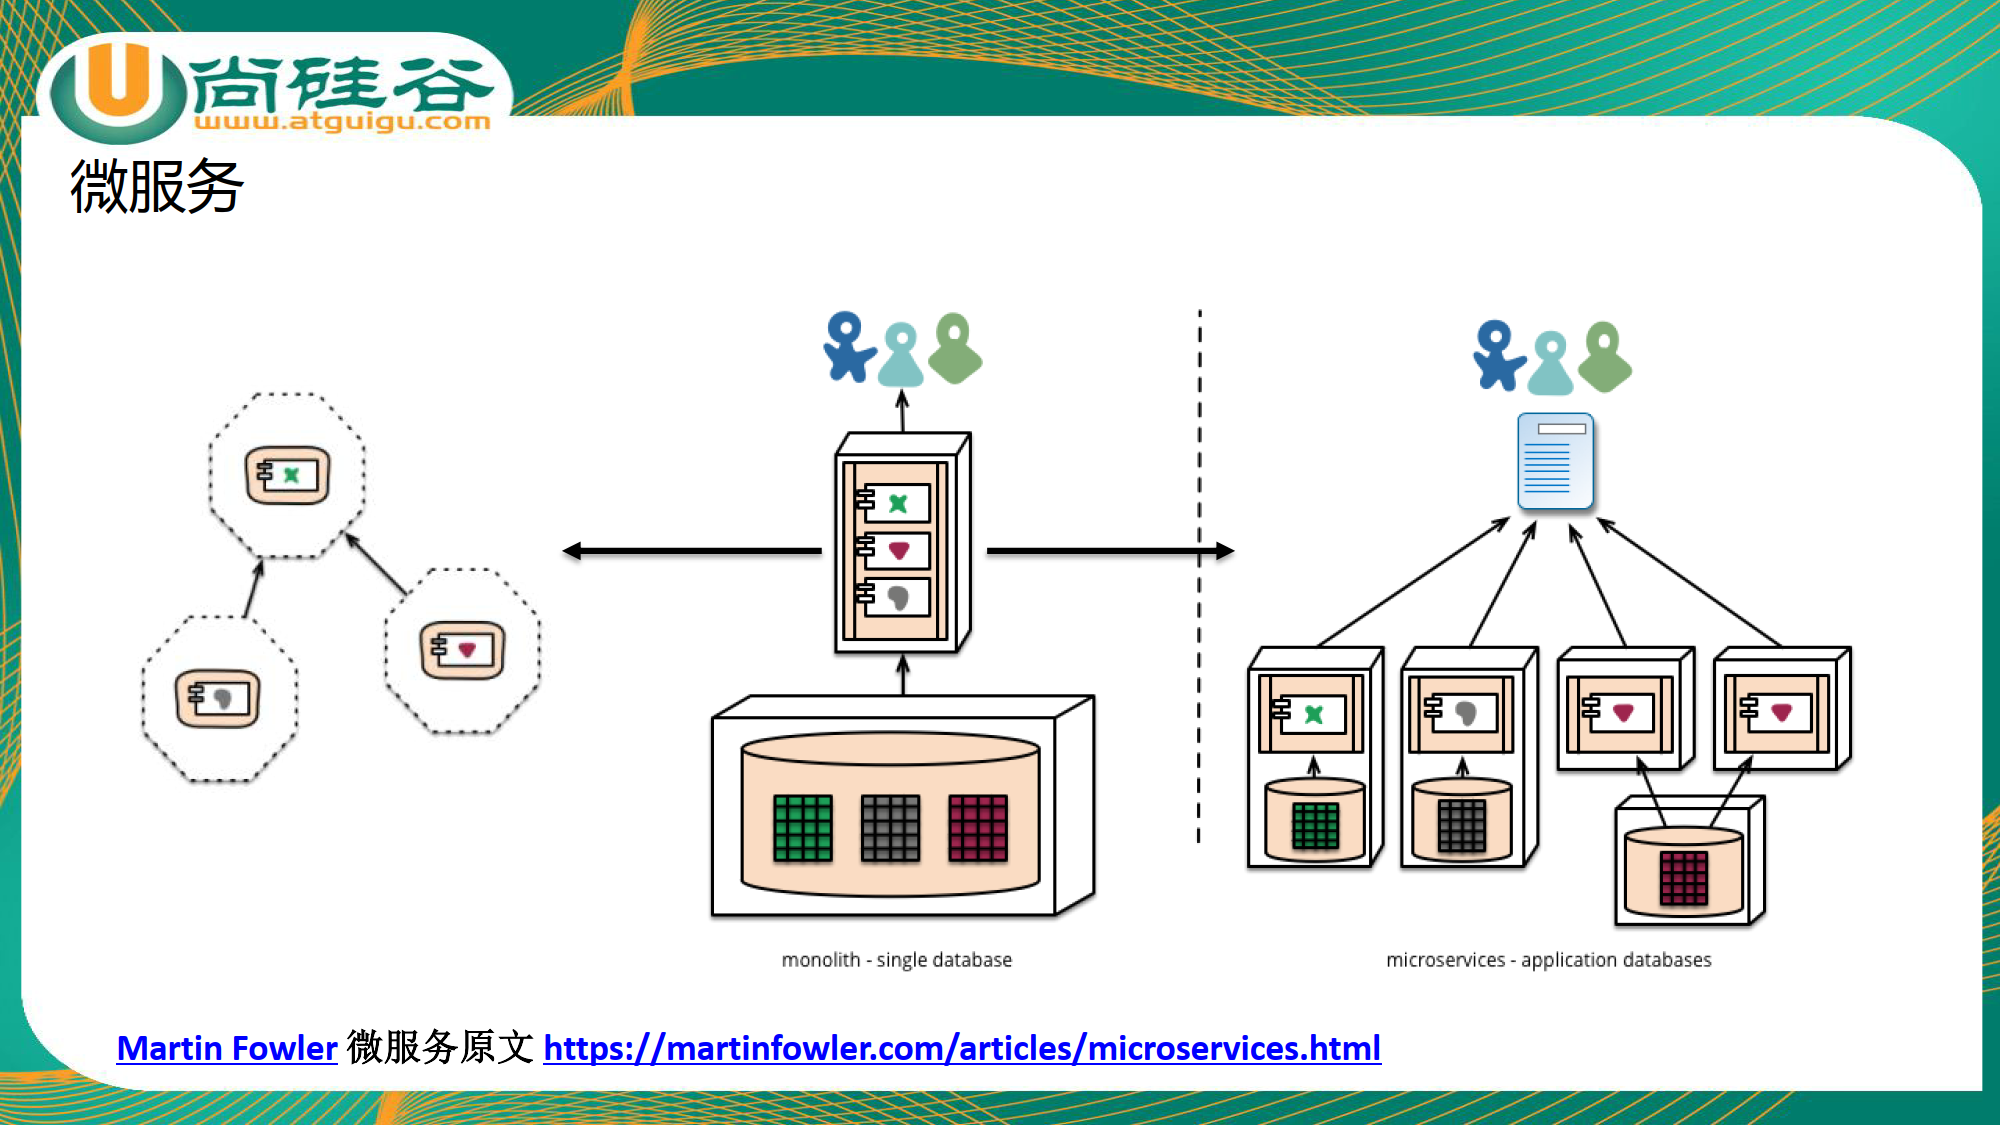 尚硅谷
www.atguigu.com
微服务
monolith - single database
microservices - application databases
Martin Fowler 微服务原文 https://martinfowler.com/articles/microservices.html